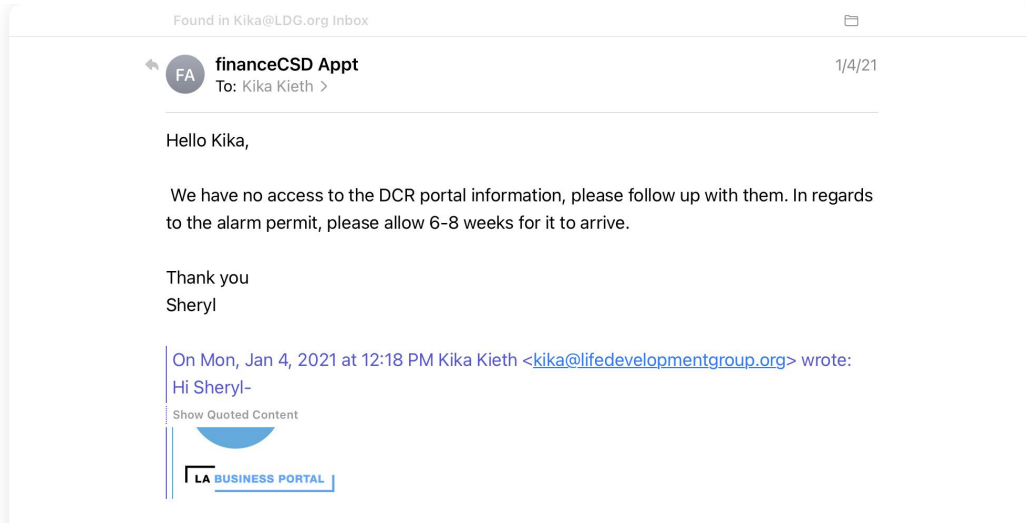 Found in Kika@LDG.org Inbox
FA
financeCSD Appt
1/4/21
To: Kika Kieth >
Hello Kika,
We have no access to the DCR portal information, please follow up with them. In regards
to the alarm permit, please allow 6-8 weeks for it to arrive.
Thank you
Sheryl
On Mon, Jan 4, 2021 at 12:18 PM Kika Kieth <kika@lifedevelopmentgroup.org> wrote:
Hi Sheryl-
Show Quoted Content
LA BUSINESS PORTAL